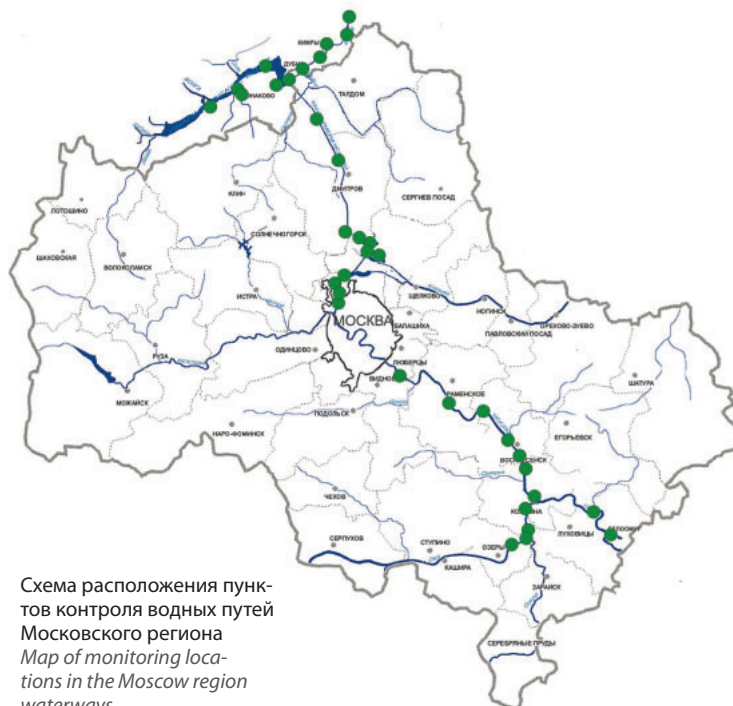 КИМРЫ
ТАЛДОМ
ДМИТРОВ
СЕРГИЕВ ПОСАД
КЛИН
ЛОТОШИНО
СОЛНЕЧНОГОРСК
ШАХОВСКАЯ
ВОЛОКОЛАМСК
ИСТРА
ЩЕЛКОВО
НОГИНСК
ОРЕХОВО-ЗУЕВО
ПАВЛОВСКИЙ ПОСАД
МОСКВА
БАЛАШИХА
РУЗА
ОДИНЦОВО
ЛЮБЕРЦЫ
ВИДНОЕ
РАМЕНСКОЕ
ШАТУРА
МОЖАЙСК
ПОДОЛЬСК
НАРО-ФОМИНСК
ЕГОРЬЕВСК
ЧЕХОВ
СЕРПУХОВ
СТУПИНО
ОЗЕРЫ
ЛУХОВИЦЫ
КАШИРА
ЗАРАЙСК
СЕРЕБРЯНЫЕ ПРУДЫ
Схема расположения пунк-
тов контроля водных путей
Московского региона
Map of monitoring loca-
tions in the Moscow region
waterways